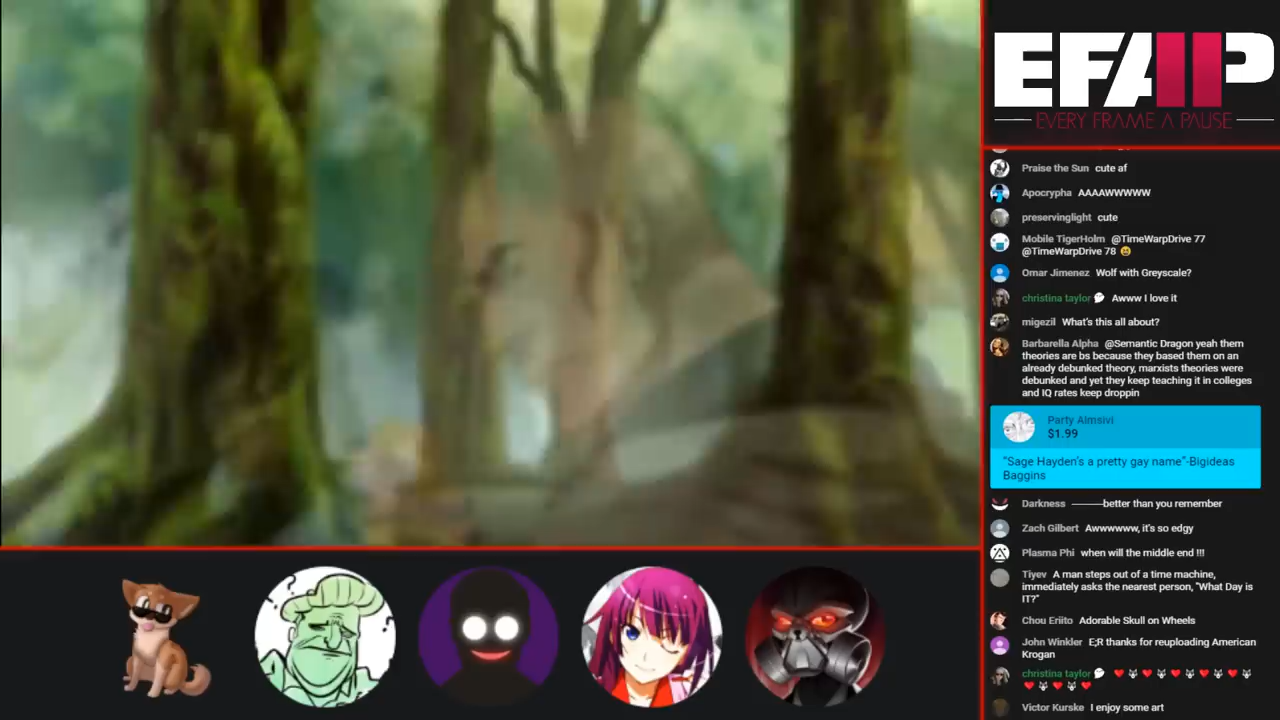 EFAP
EVERY FRAME A PAUSE
Praise the Sun cute af
Apocrypha AAAAWWWWW
preservinglight cute
Mobile TigerHolm @TimeWarpDrive 77
@TimeWarpDrive 78
Omar Jimenez Wolf with Greyscale?
christina taylor Awww I love it
migezil What's this all about?
Barbarella Alpha @Semantic Dragon yeah them
theories are bs because they based them on an
already debunked theory, marxists theories were
debunked and yet they keep teaching it in colleges
and IQ rates keep droppin
Party Aimsivi
$1.99
"Sage Hayden's a pretty gay name"-Bigideas
Baggins
Darkness ———better than you remember
Zach Gilbert Awwwwww, it's so edgy
Plasma Phi when will the middle end !!!
Tiyev A man steps out of a time machine,
immediately asks the nearest person, "What Day is
IT?"
Chou Eriito Adorable Skull on Wheels
John Winkler E;R thanks for reuploading American
Krogan
christina taylor
Victor Kurske I enjoy some art